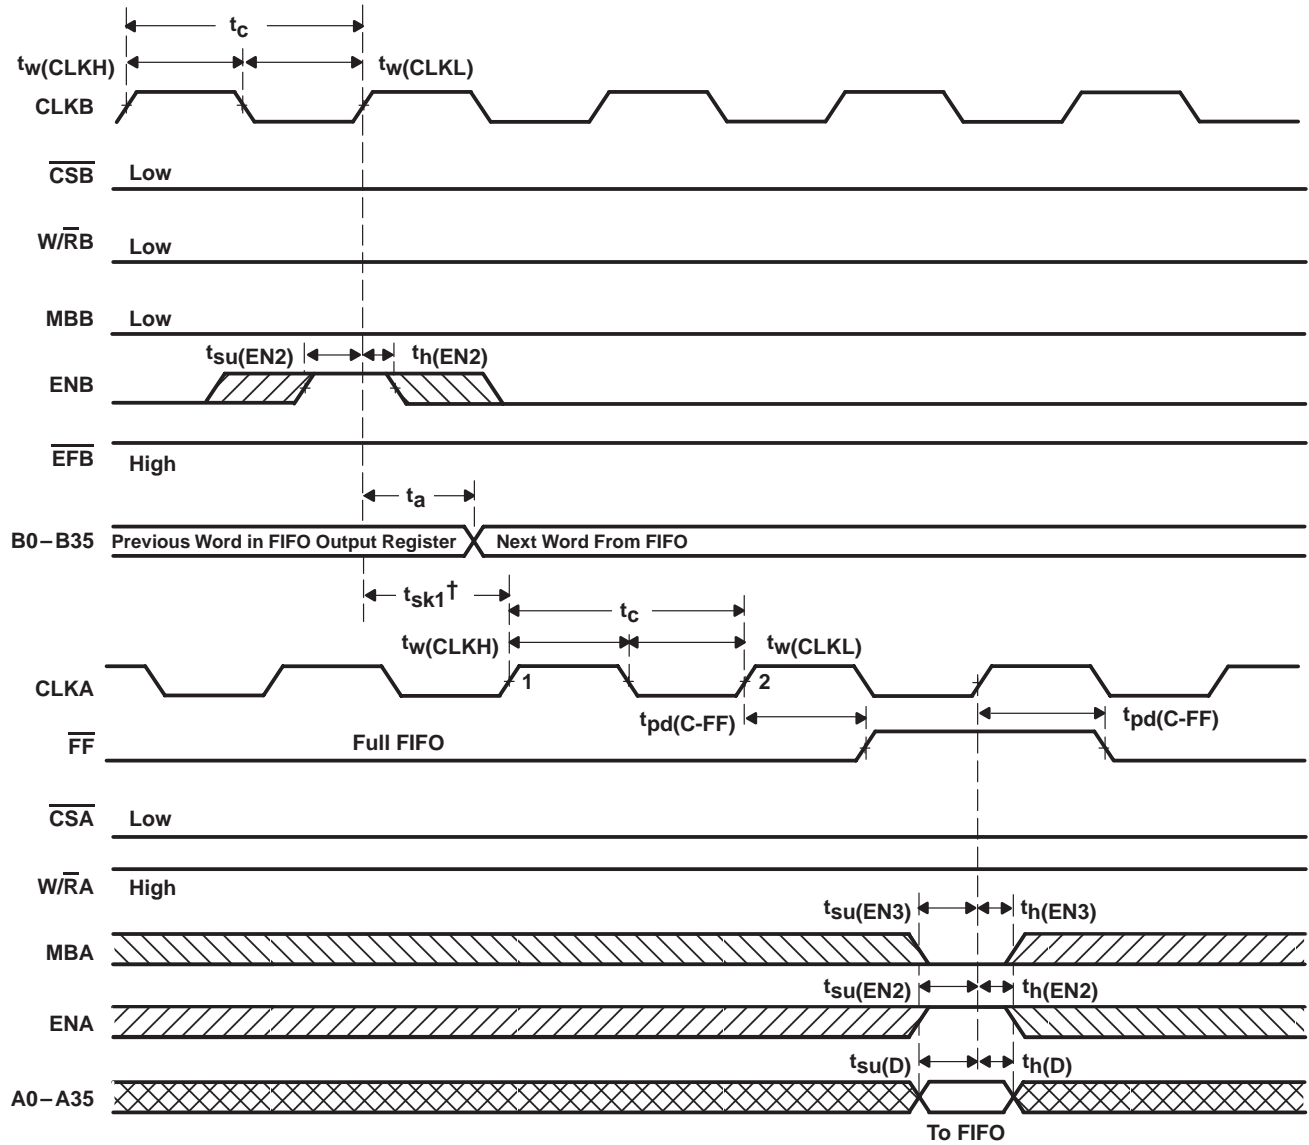 tc
tw(CLKH) tw(CLKL)
CLKB
CSB Low
W/RB Low
MBB Low
tsu(EN2) th(EN2)
ENB
EFB High
ta
B0–B35 Previous Word in FIFO Output Register Next Word From FIFO
tsk1† tc
tw(CLKH) tw(CLKL)
CLKA 1 2
tpd(C-FF) tpd(C-FF)
FF Full FIFO
CSA Low
W/RA High
tsu(EN3) th(EN3)
MBA
tsu(EN2) th(EN2)
ENA
tsu(D) th(D)
A0–A35
To FIFO